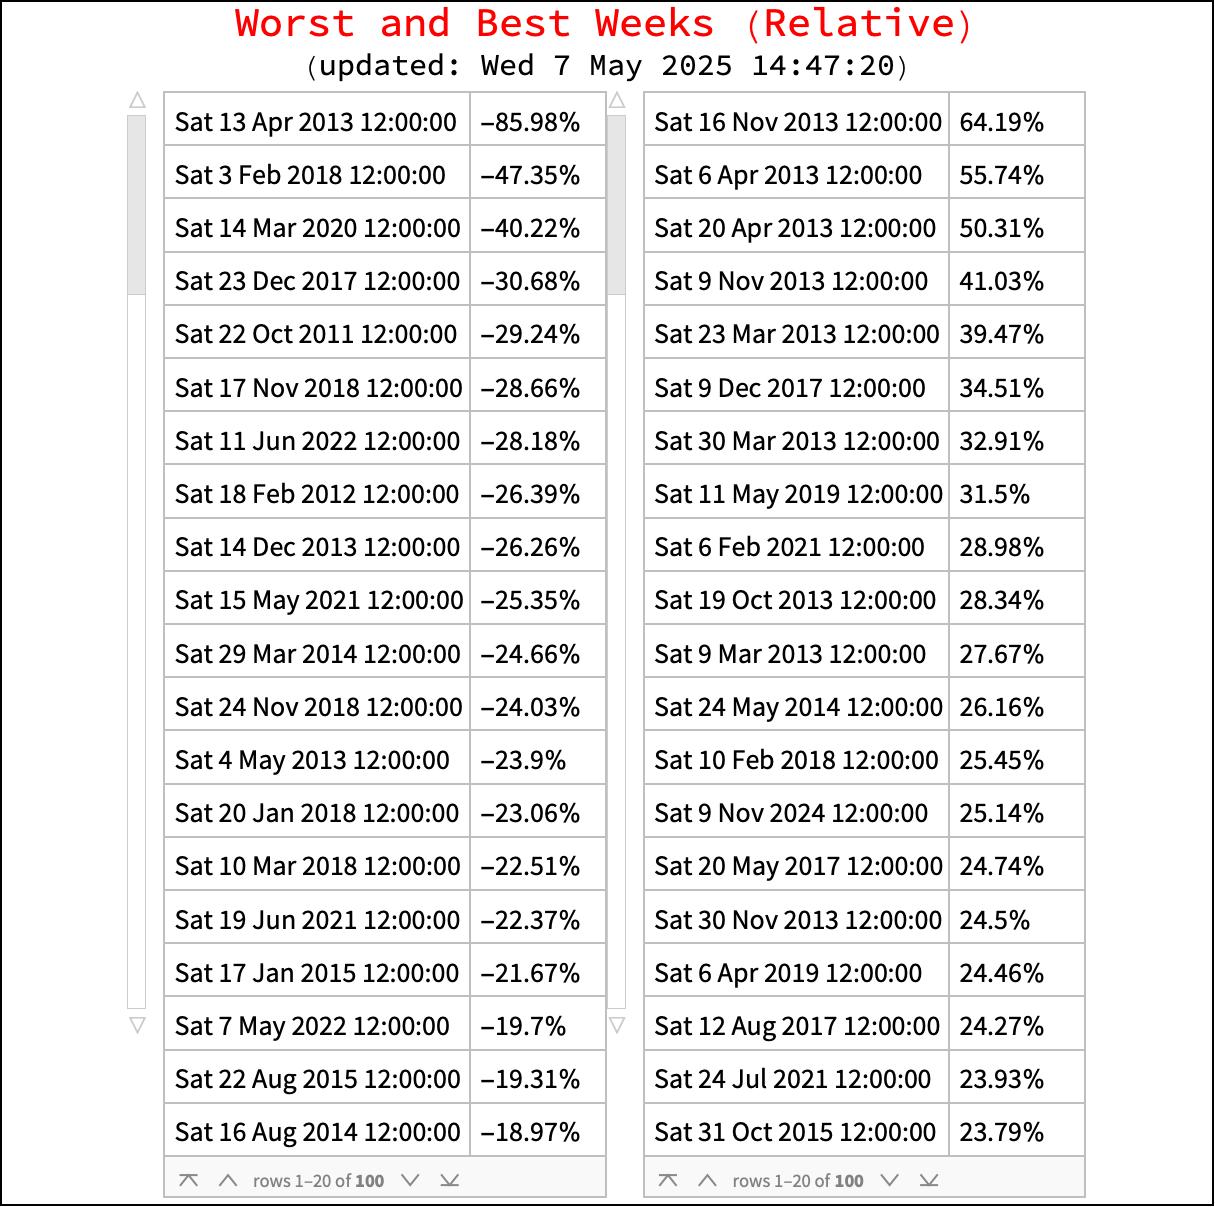 Worst and Best Weeks (Relative)
(updated: Wed 7 May 2025 14:47:20)
Sat 13 Apr 2013 12:00:00 –85.98%
Sat 3 Feb 2018 12:00:00 –47.35%
Sat 14 Mar 2020 12:00:00 –40.22%
Sat 23 Dec 2017 12:00:00 –30.68%
Sat 22 Oct 2011 12:00:00 –29.24%
Sat 17 Nov 2018 12:00:00 –28.66%
Sat 11 Jun 2022 12:00:00 –28.18%
Sat 18 Feb 2012 12:00:00 –26.39%
Sat 14 Dec 2013 12:00:00 –26.26%
Sat 15 May 2021 12:00:00 –25.35%
Sat 29 Mar 2014 12:00:00 –24.66%
Sat 24 Nov 2018 12:00:00 –24.03%
Sat 4 May 2013 12:00:00 –23.9%
Sat 20 Jan 2018 12:00:00 –23.06%
Sat 10 Mar 2018 12:00:00 –22.51%
Sat 19 Jun 2021 12:00:00 –22.37%
Sat 17 Jan 2015 12:00:00 –21.67%
Sat 7 May 2022 12:00:00 –19.7%
Sat 22 Aug 2015 12:00:00 –19.31%
Sat 16 Aug 2014 12:00:00 –18.97%
rows 1–20 of 100
Sat 16 Nov 2013 12:00:00 64.19%
Sat 6 Apr 2013 12:00:00 55.74%
Sat 20 Apr 2013 12:00:00 50.31%
Sat 9 Nov 2013 12:00:00 41.03%
Sat 23 Mar 2013 12:00:00 39.47%
Sat 9 Dec 2017 12:00:00 34.51%
Sat 30 Mar 2013 12:00:00 32.91%
Sat 11 May 2019 12:00:00 31.5%
Sat 6 Feb 2021 12:00:00 28.98%
Sat 19 Oct 2013 12:00:00 28.34%
Sat 9 Mar 2013 12:00:00 27.67%
Sat 24 May 2014 12:00:00 26.16%
Sat 10 Feb 2018 12:00:00 25.45%
Sat 9 Nov 2024 12:00:00 25.14%
Sat 20 May 2017 12:00:00 24.74%
Sat 30 Nov 2013 12:00:00 24.5%
Sat 6 Apr 2019 12:00:00 24.46%
Sat 12 Aug 2017 12:00:00 24.27%
Sat 24 Jul 2021 12:00:00 23.93%
Sat 31 Oct 2015 12:00:00 23.79%
rows 1–20 of 100